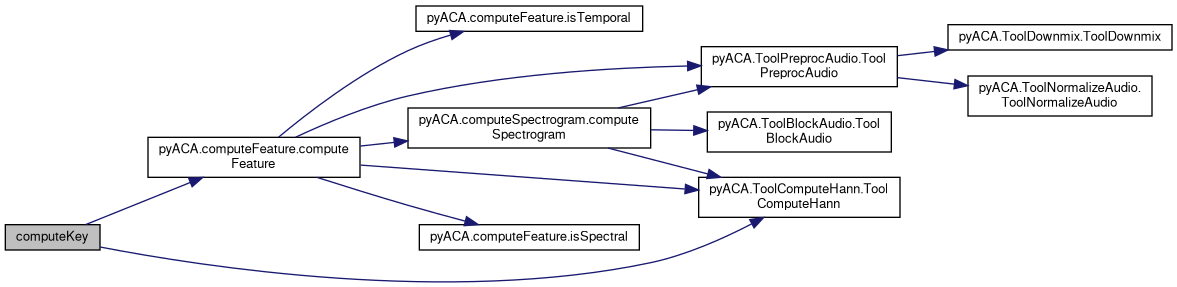 pyACA.computeFeature.isTemporal
pyACA.ToolDownmix.ToolDownmix
pyACA.ToolPreprocAudio.Tool
PreprocAudio
pyACA.ToolNormalizeAudio.
ToolNormalizeAudio
pyACA.computeSpectrogram.compute
Spectrogram
pyACA.ToolBlockAudio.Tool
BlockAudio
pyACA.computeFeature.compute
Feature
pyACA.ToolComputeHann.Tool
ComputeHann
computeKey
pyACA.computeFeature.isSpectral